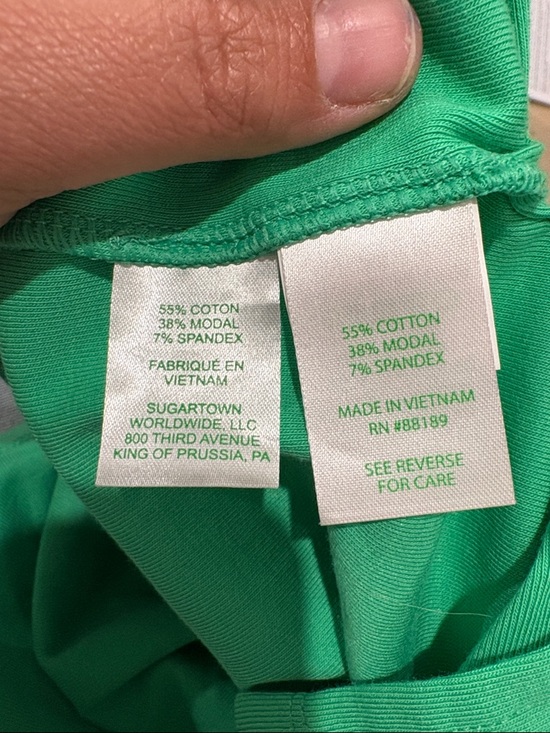 55% COTON
38% MODAL
7% SPANDEX
FABRIQUÉ EN
VIETNAM
SUGARTOWN
WORLDWIDE, LLC
800 THIRD AVENUE
KING OF PRUSSIA, PA
55% COTTON
38% MODAL
7% SPANDEX
MADE IN VIETNAM
RN #88189
SEE REVERSE
FOR CARE